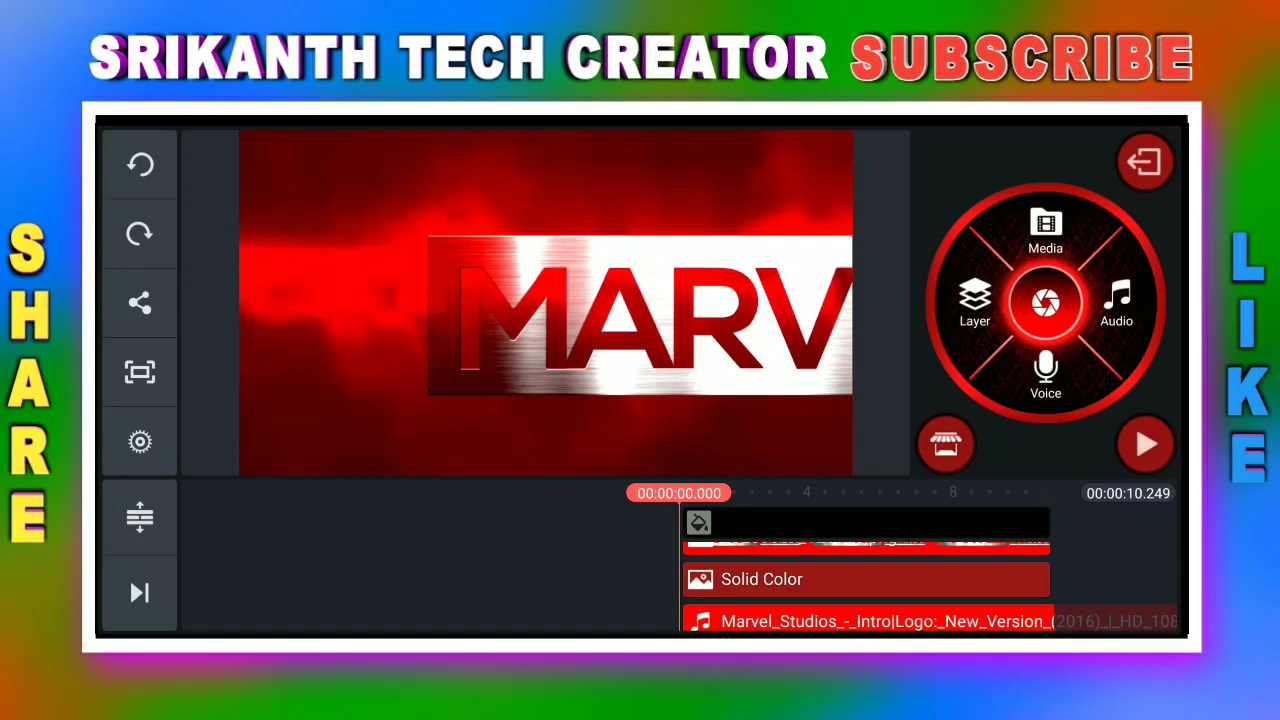 SRIKANTH TECH CREATOR SUBSCRIBE
SHARE
LIKE
MARV
Media
Layer
Audio
Voice
00:00:00.000
4
8
00:00:10.249
Solid Color
Marvel_Studios_-_Intro|Logo:_New_Version_(2016)_|_HD_108